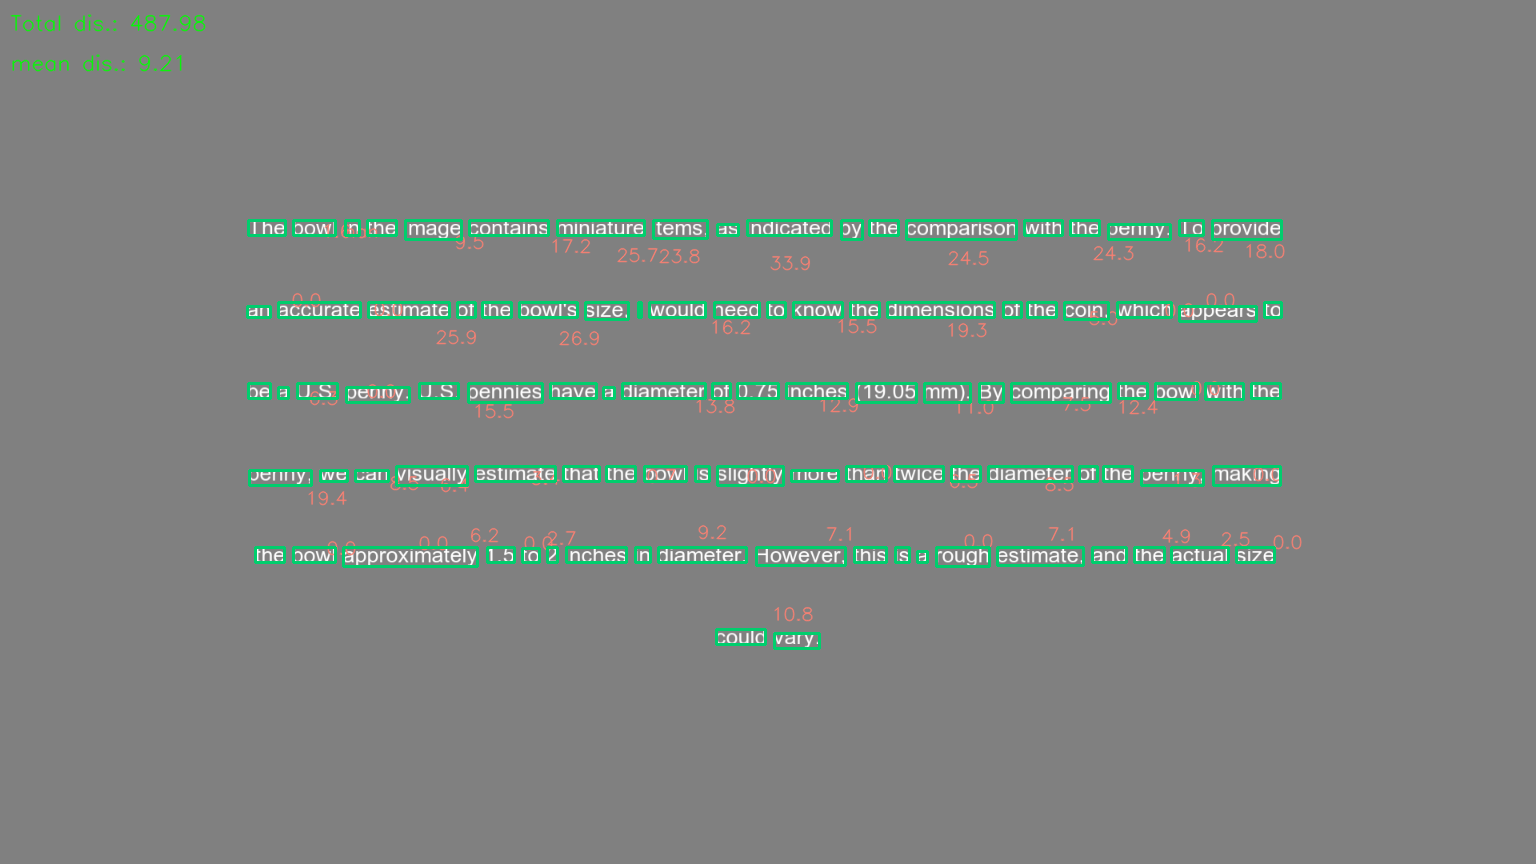 Total dis.: 487.98
mean dis.: 9.21
The bowl in the image contains miniature items, as indicated by the comparison with the penny. To provide
9.5 17.2 25.7 23.8 33.9 24.5 24.3 16.2 18.0
0.0 0.0
an accurate estimate of the bowl's size, I would need to know the dimensions of the coin, which appears to
25.9 26.9 16.2 15.5 19.3
be a U.S. penny. U.S. pennies have a diameter of 0.75 inches (19.05 mm). By comparing the bowl with the
15.5 13.8 12.9 11.0 7.5 12.4
penny, we can visually estimate that the bowl is slightly more than twice the diameter of the penny, making
19.4
6.2 0.0 2.7 9.2 7.1 0.0 7.1 4.9 2.5 0.0
the bowl approximately 1.5 to 2 inches in diameter. However, this is a rough estimate, and the actual size
10.8
could vary.